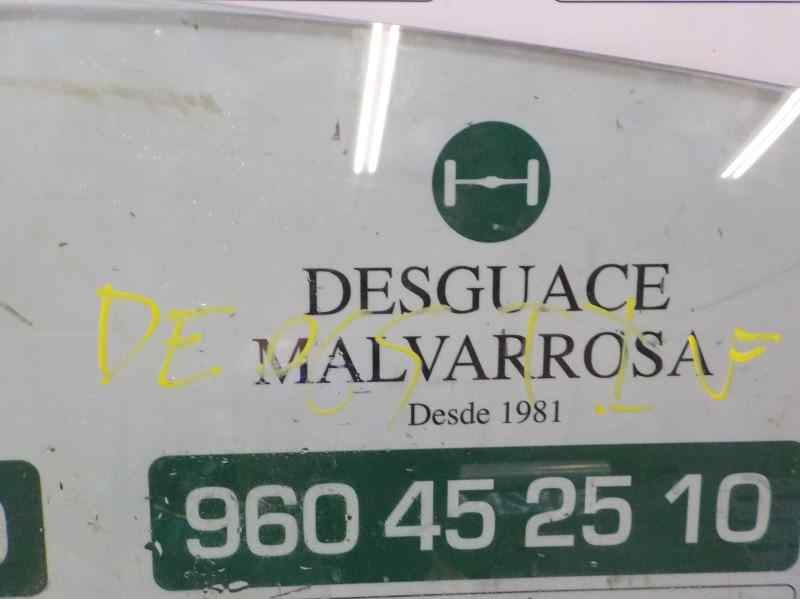 DESGUACE
MALVARROSA
Desde 1981
960 45 25 10